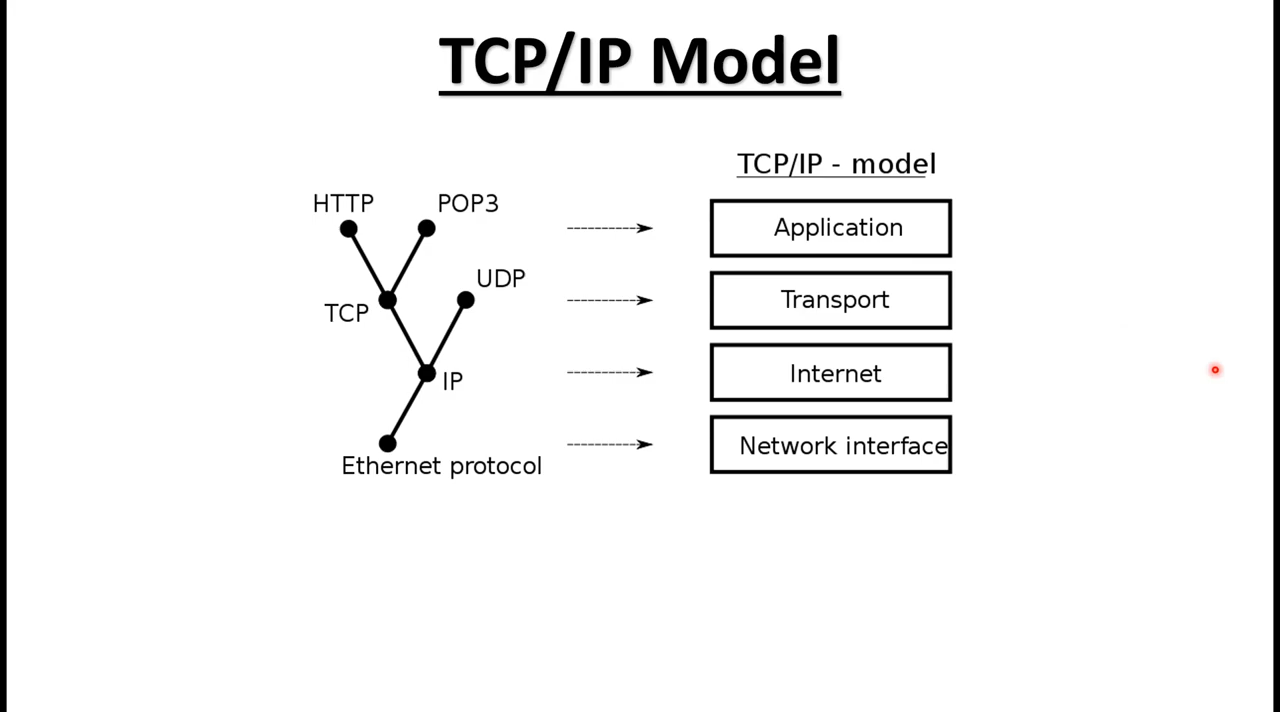 TCP/IP Model
TCP/IP - model
HTTP
POP3
Application
UDP
TCP
Transport
IP
Internet
Ethernet protocol
Network interface